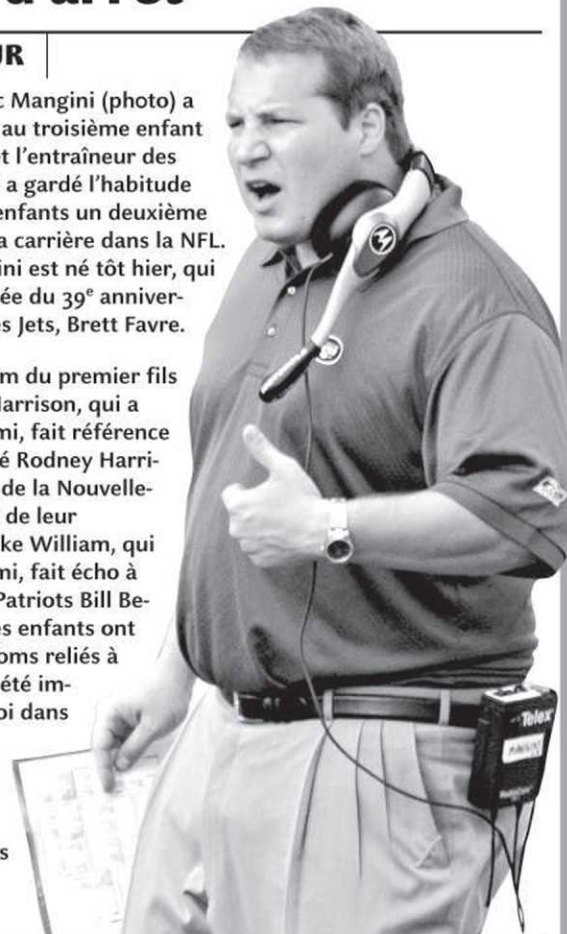 UR
c Mangini (photo) a
au troisième enfant
et l'entraîneur des
a gardé l'habitude
enfants un deuxième
a carrière dans la NFL.
ini est né tôt hier, qui
ée du 39e anniver-
es Jets, Brett Favre.
m du premier fils
Harrison, qui a
mi, fait référence
é Rodney Harri-
de la Nouvelle-
de leur
ke William, qui
mi, fait écho à
Patriots Bill Be-
es enfants ont
oms reliés à
été im-
oi dans
s
Telex